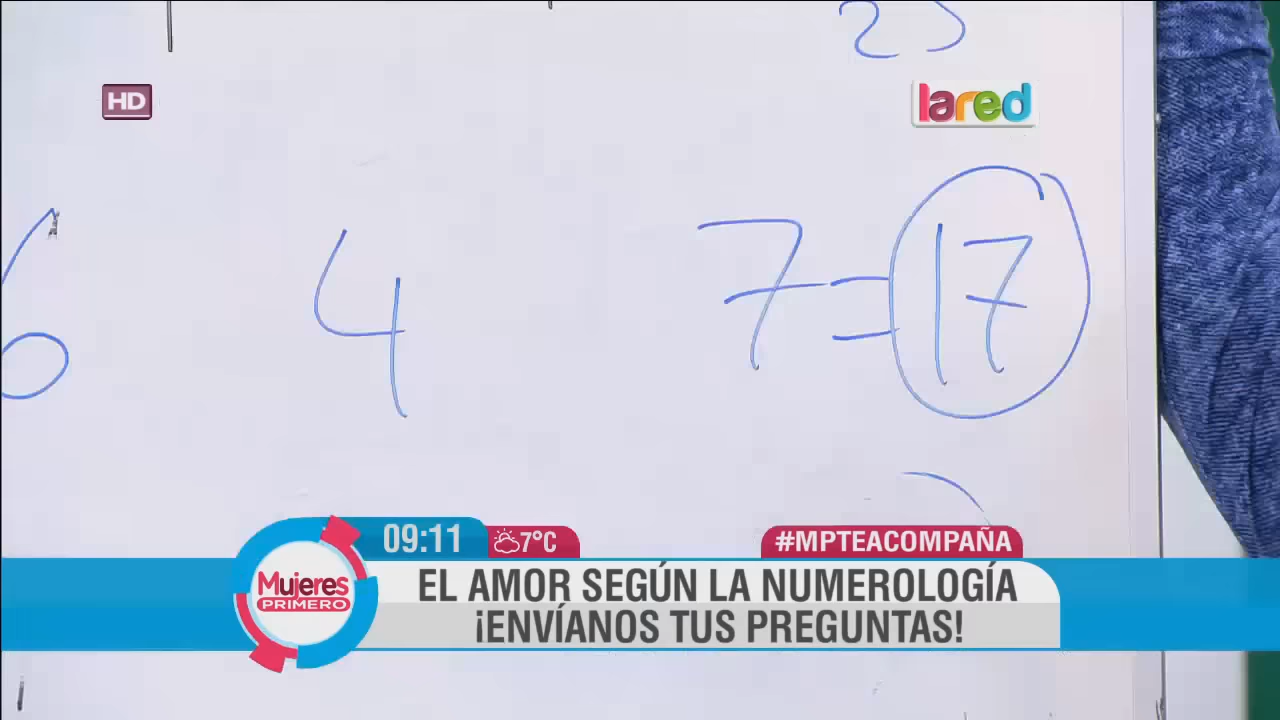 25
HD
lared
6 4 7=17
09:11 7°C #MPTEACOMPAÑA
Mujeres
PRIMERO
EL AMOR SEGÚN LA NUMEROLOGÍA
¡ENVÍANOS TUS PREGUNTAS!